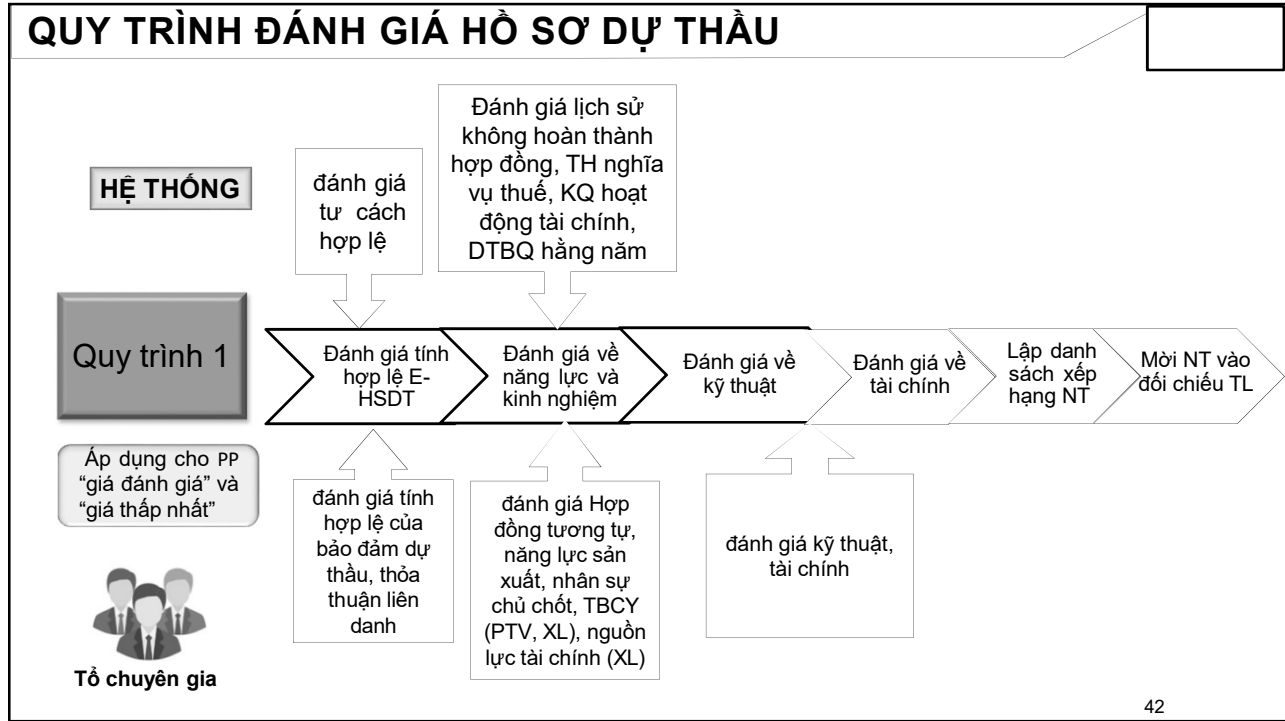 QUY TRÌNH ĐÁNH GIÁ HỒ SƠ DỰ THẦU
HỆ THỐNG
đánh giá
tư cách
hợp lệ
Đánh giá lịch sử
không hoàn thành
hợp đồng, TH nghĩa
vụ thuế, KQ hoạt
động tài chính,
DTBQ hằng năm
Quy trình 1
Đánh giá tính
hợp lệ E-
HSDT
Đánh giá về
năng lực và
kinh nghiệm
Đánh giá về
kỹ thuật
Đánh giá về
tài chính
Lập danh
sách xếp
hạng NT
Mời NT vào
đối chiếu TL
Áp dụng cho PP
“giá đánh giá” và
“giá thấp nhất”
đánh giá tính
hợp lệ của
bảo đảm dự
thầu, thỏa
thuận liên
danh
đánh giá Hợp
đồng tương tự,
năng lực sản
xuất, nhân sự
chủ chốt, TBCY
(PTV, XL), nguồn
lực tài chính (XL)
đánh giá kỹ thuật,
tài chính
Tổ chuyên gia
42